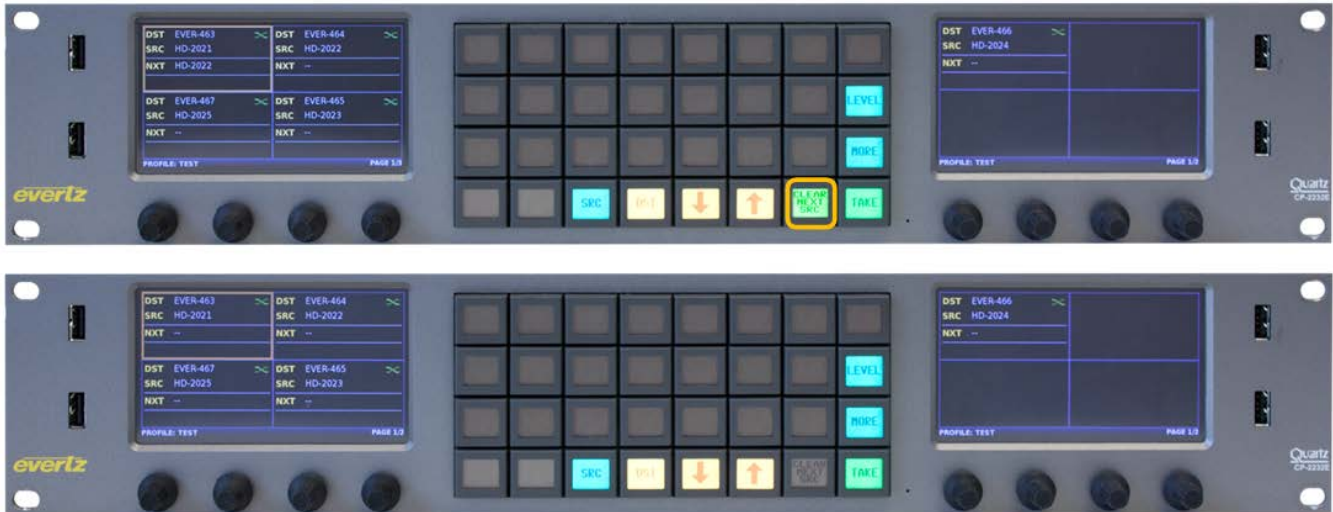 DST EVER-463 DST EVER-464
SRC HD-2021 SRC HD-2022
NXT HD-2022 NXT --
DST EVER-467 DST EVER-465
SRC HD-2025 SRC HD-2023
NXT -- NXT --
PROFILE: TEST PAGE 1/3
LEVEL
MORE
SRC
DST
CLEAR
NEXT
SRC
TAKE
DST EVER-466
SRC HD-2024
NXT --
PROFILE: TEST PAGE 1/3
evertz
Quartz
CP-2232E
DST EVER-463 DST EVER-464
SRC HD-2021 SRC HD-2022
NXT -- NXT --
DST EVER-467 DST EVER-465
SRC HD-2025 SRC HD-2023
NXT -- NXT --
PROFILE: TEST PAGE 1/3
LEVEL
MORE
SRC
DST
CLEAR
NEXT
SRC
TAKE
DST EVER-466
SRC HD-2024
NXT --
PROFILE: TEST PAGE 1/3
evertz
Quartz
CP-2232E